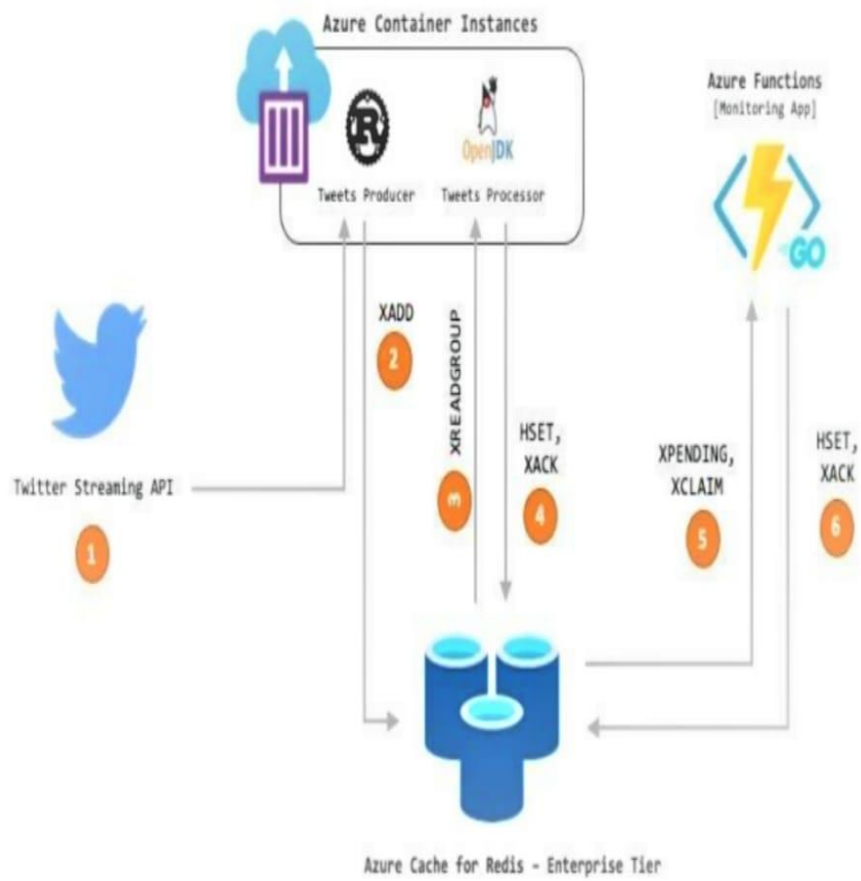 Azure Container Instances
R
OpenJDK
Tweets Producer
Tweets Processor
Azure Functions
[Monitoring App]
GO
XADD
2
XREADGROUP
3
HSET,
XACK
4
Twitter Streaming API
1
XPENDING,
XCLAIM
5
HSET,
XACK
6
Azure Cache for Redis - Enterprise Tier